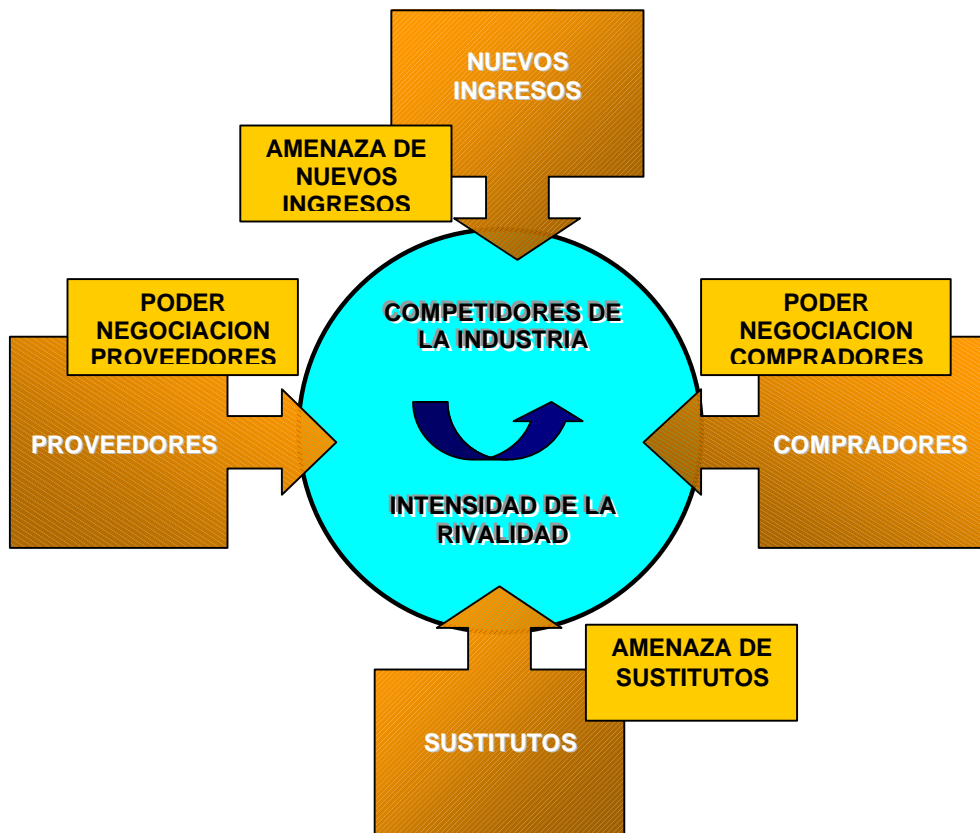 NUEVOS
INGRESOS
AMENAZA DE
NUEVOS
INGRESOS
PODER
NEGOCIACION
PROVEEDORES
COMPETIDORES DE
LA INDUSTRIA
PODER
NEGOCIACION
COMPRADORES
PROVEEDORES
COMPRADORES
INTENSIDAD DE LA
RIVALIDAD
AMENAZA DE
SUSTITUTOS
SUSTITUTOS